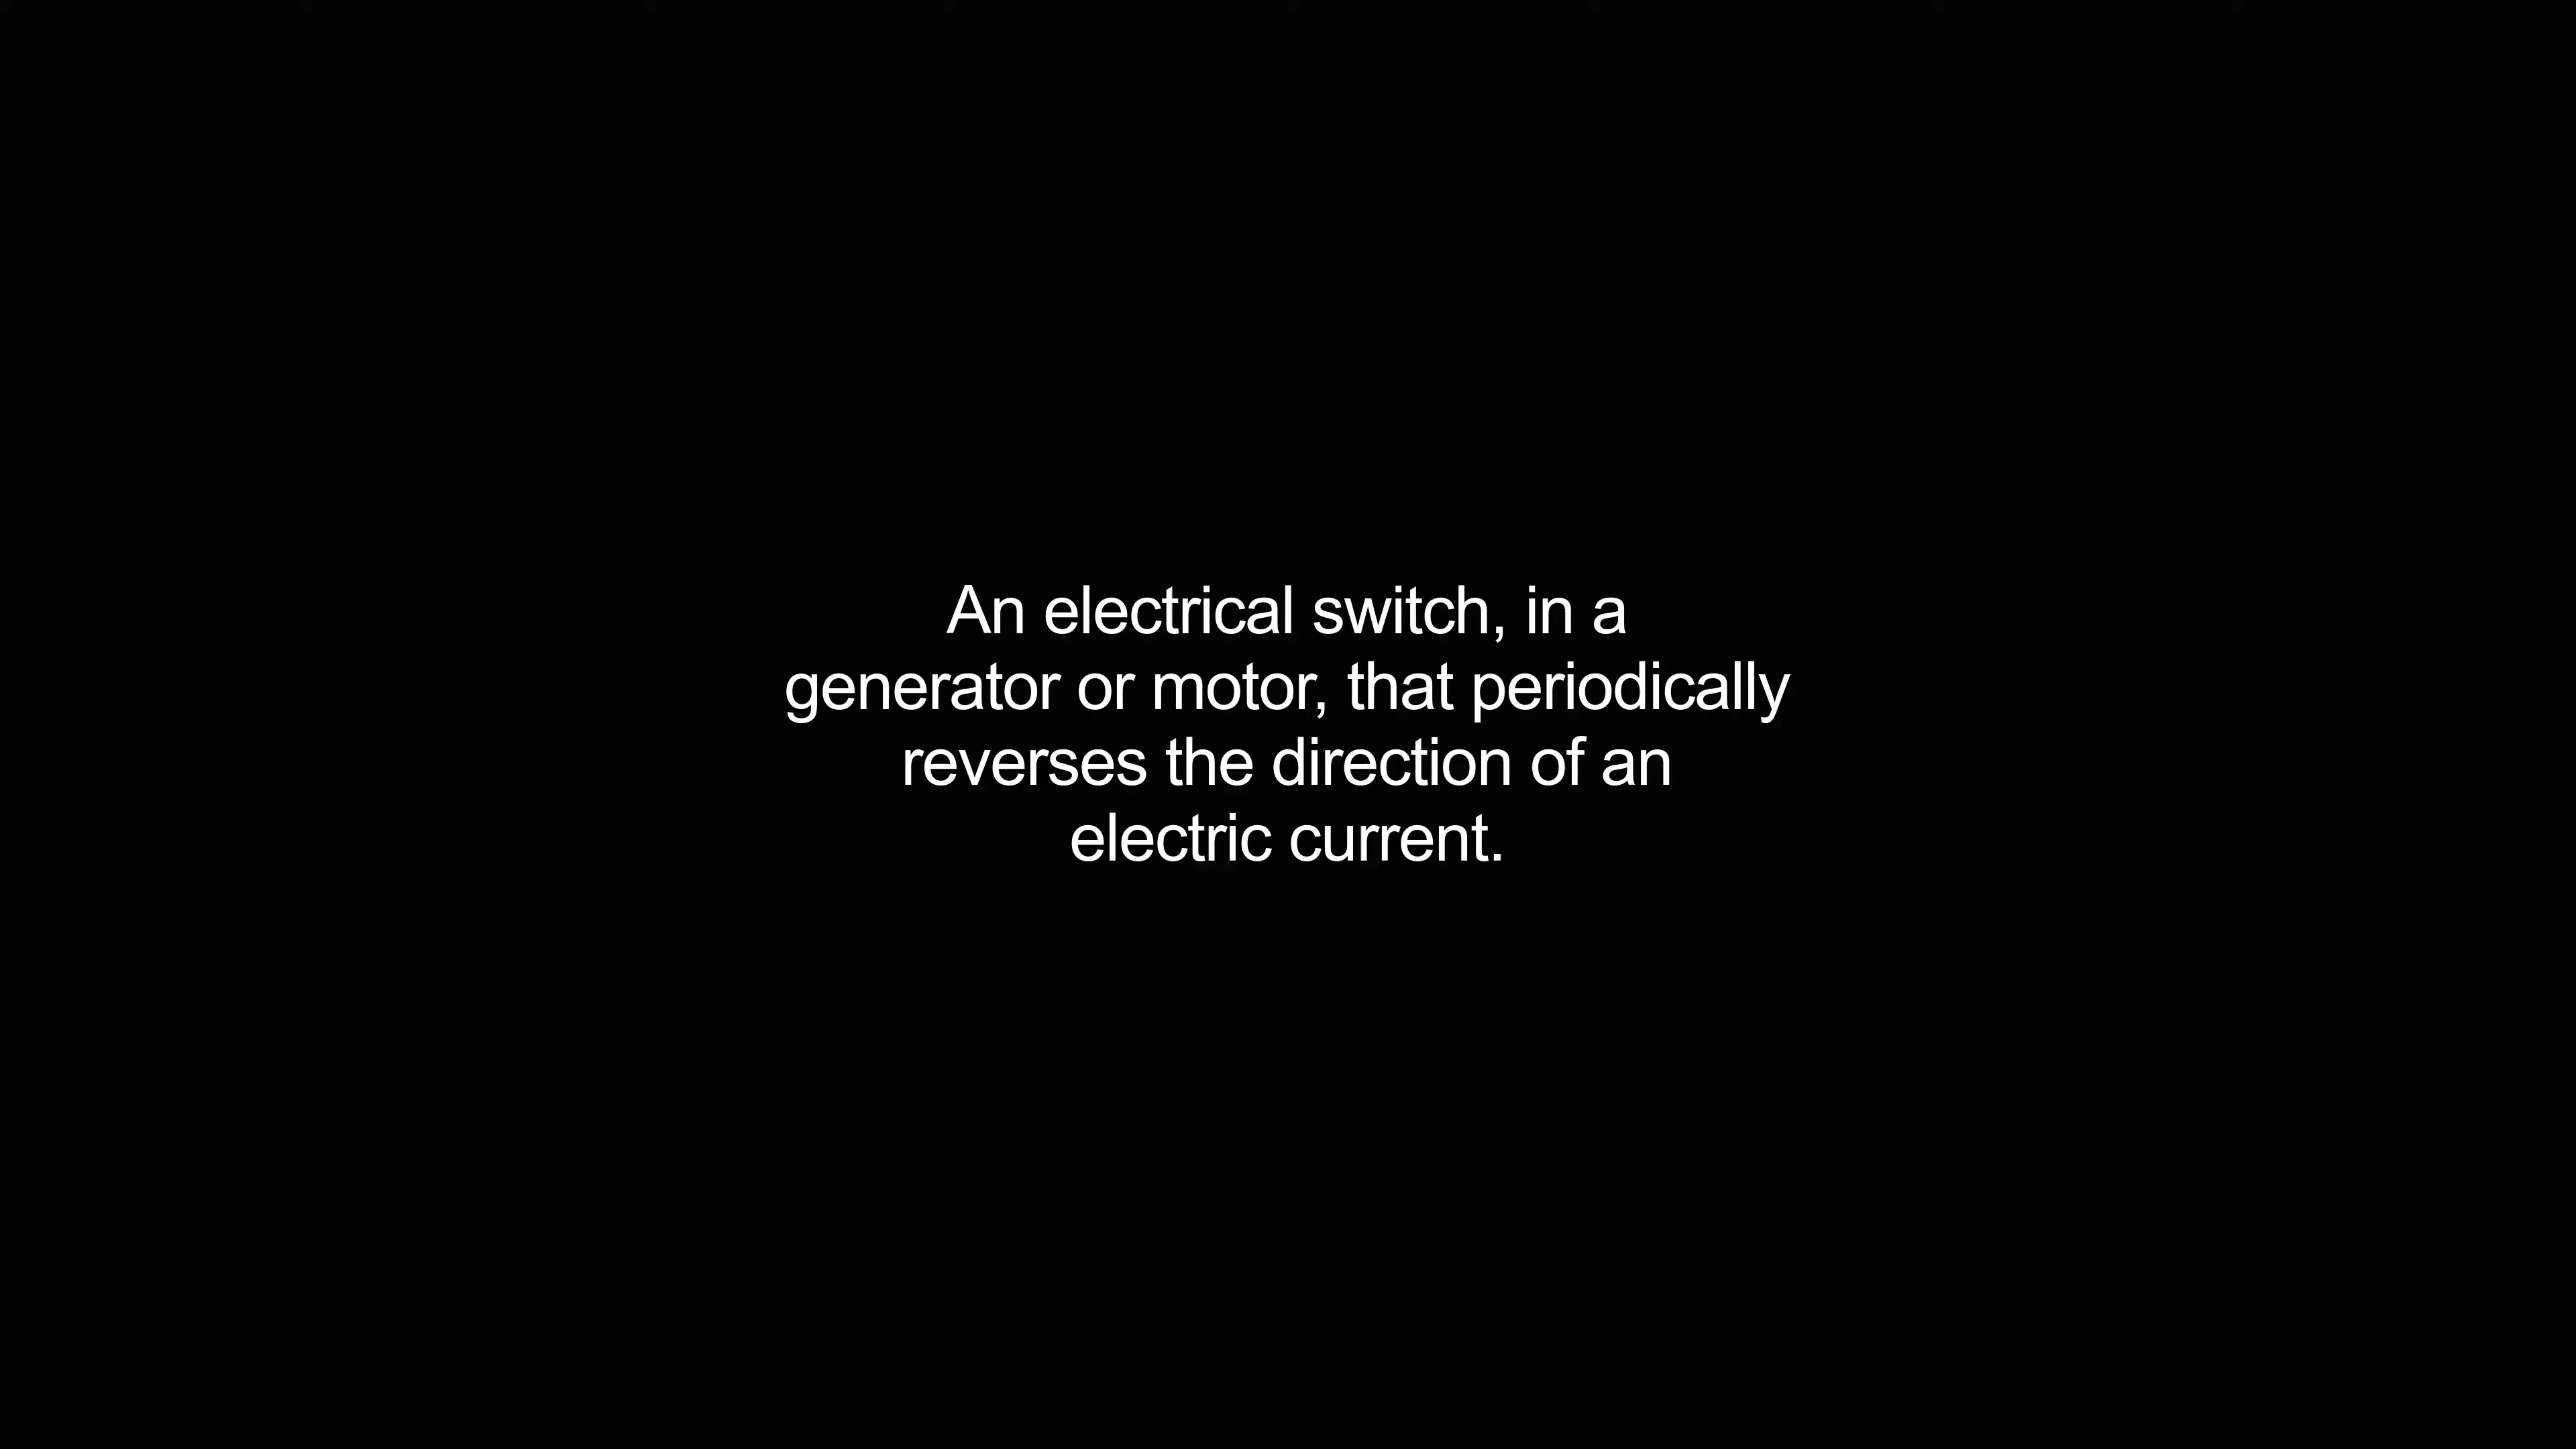 An electrical switch, in a
generator or motor, that periodically
reverses the direction of an
electric current.